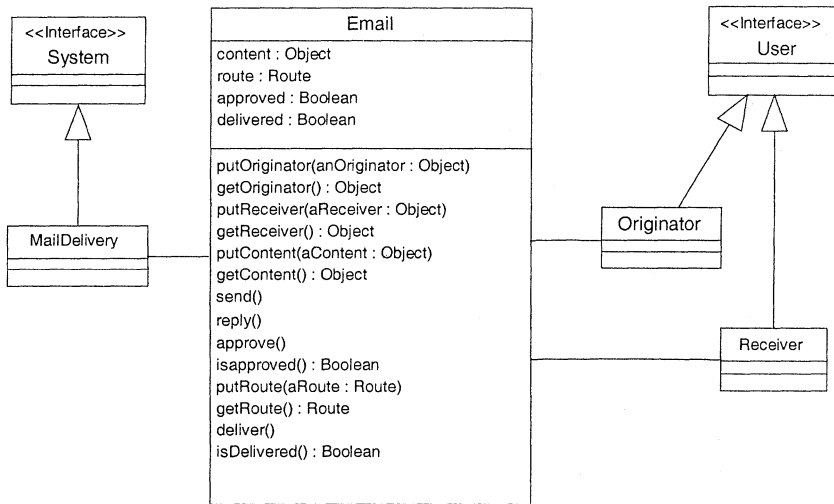 <<Interface>>
System
MailDelivery
Email
content : Object
route : Route
approved : Boolean
delivered : Boolean
putOriginator(anOriginator : Object)
getOriginator() : Object
putReceiver(aReceiver : Object)
getReceiver() : Object
putContent(aContent : Object)
getContent() : Object
send()
reply()
approve()
isapproved() : Boolean
putRoute(aRoute : Route)
getRoute() : Route
deliver()
isDelivered() : Boolean
<<Interface>>
User
Originator
Receiver